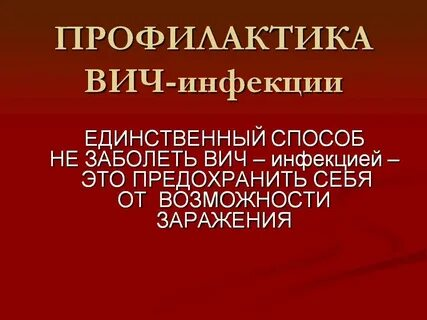 ПРОФИЛАКТИКА
ВИЧ-инфекции
ЕДИНСТВЕННЫЙ СПОСОБ
НЕ ЗАБОЛЕТЬ ВИЧ – инфекцией –
ЭТО ПРЕДОХРАНИТЬ СЕБЯ
ОТ ВОЗМОЖНОСТИ
ЗАРАЖЕНИЯ